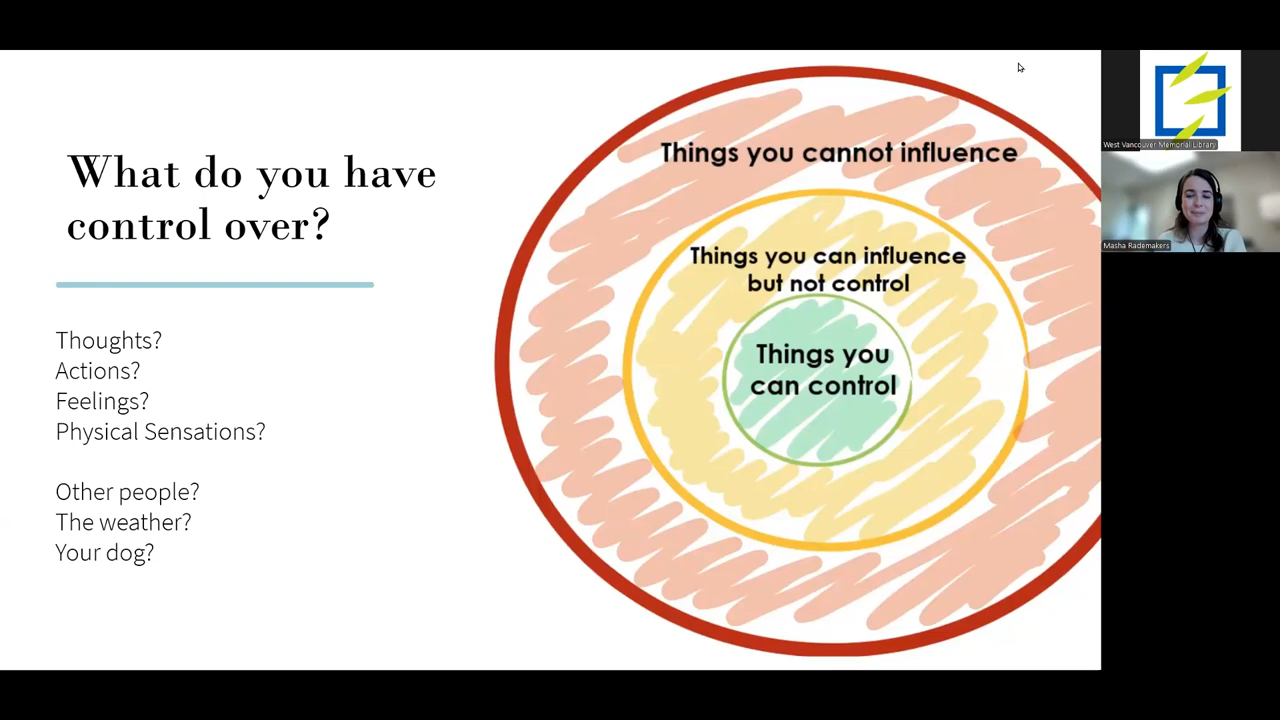 What do you have
control over?
Thoughts?
Actions?
Feelings?
Physical Sensations?
Other people?
The weather?
Your dog?
Things you cannot influence
Things you can influence
but not control
Things you
can control
West Vancouver Memorial Library
Masha Rademakers